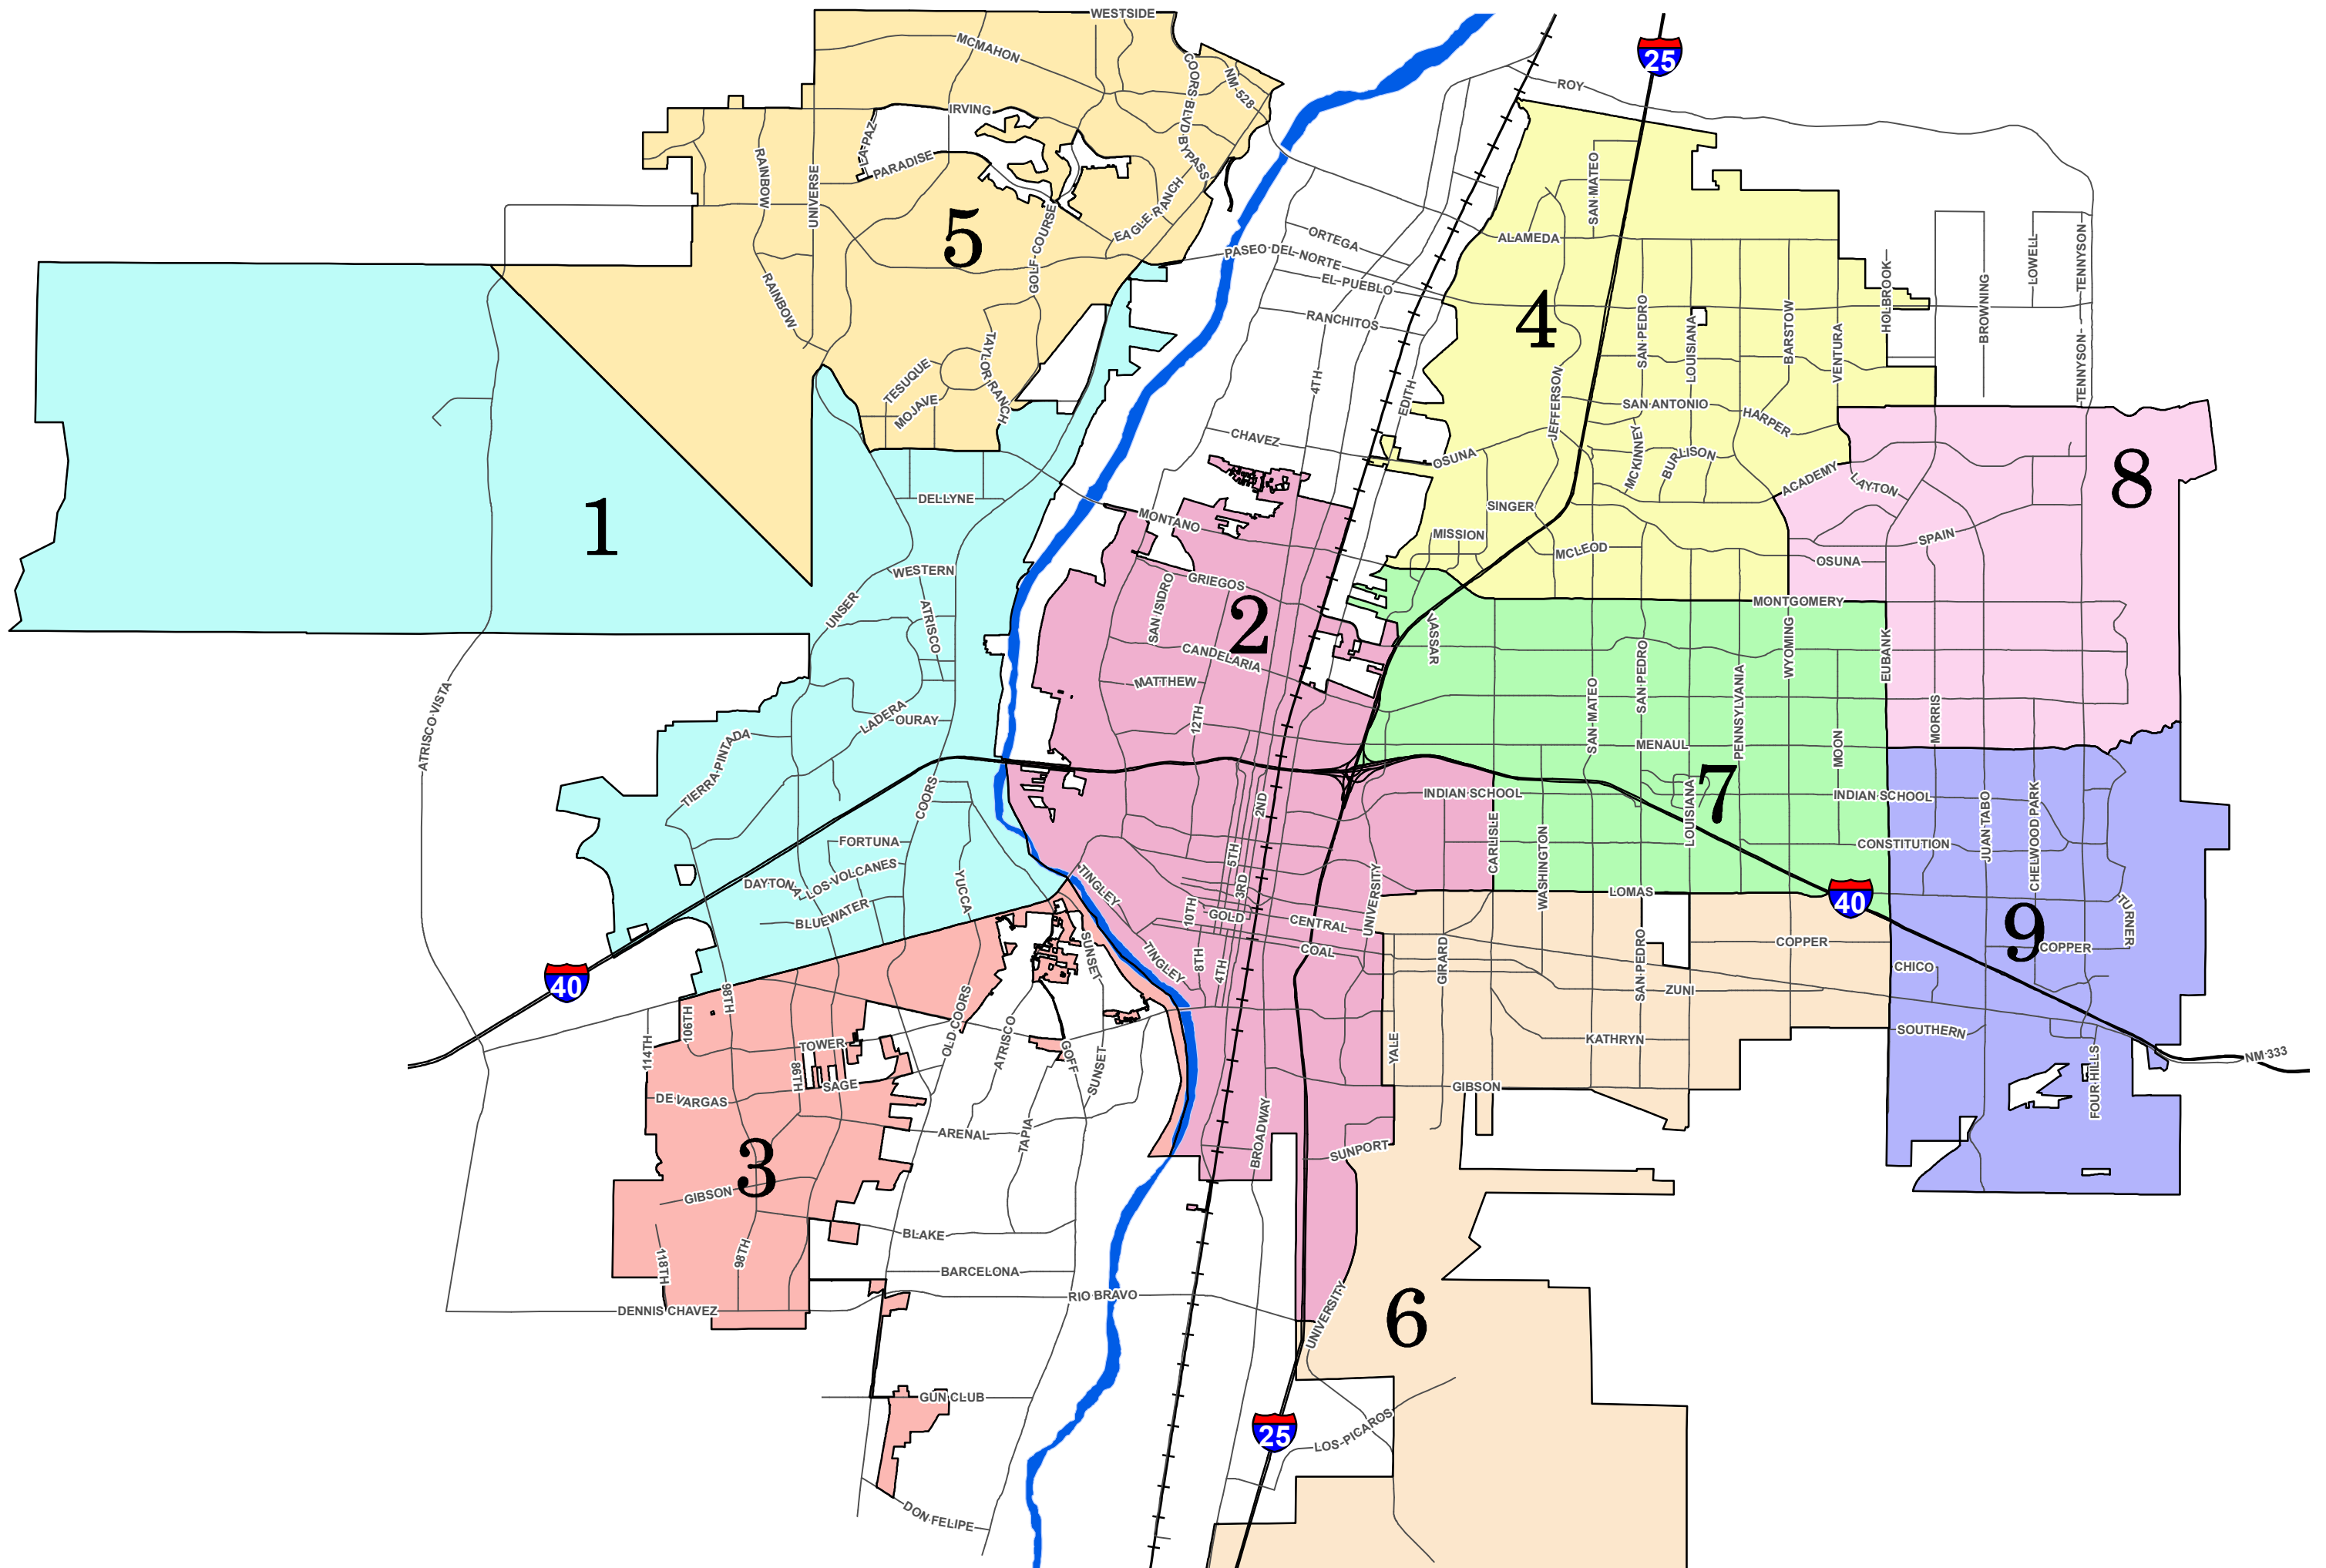 WESTSIDE
MCMAHON
COORS BLVD BYPASS
NM-528
25
ROY
IRVING
LA PAZ
PARADISE
RAINBOW
UNIVERSE
SAN MATEO
EAGLE RANCH
5
GOLF COURSE
ORTEGA
PASEO DEL NORTE
EL PUEBLO
ALAMEDA
HOLBROOK
BROWNING
LOWELL
TENNYSON
RAINBOW
RANCHITOS
4
SAN PEDRO
LOUISIANA
BARSTOW
VENTURA
TAYLOR RANCH
TESUQUE
MOJAVE
4TH
EDITH
JEFFERSON
SAN ANTONIO
HARPER
TENNYSON
CHAVEZ
OSUNA
MCKINNEY
BURLISON
ACADEMY
LAYTON
8
1
DELLYNE
MONTANO
SINGER
MISSION
MCLEOD
SPAIN
OSUNA
WESTERN
GRIEGOS
SAN ISIDRO
2
MONTGOMERY
UNSER
ATRISCO
CANDELARIA
VASSAR
SAN PEDRO
WYOMING
EUBANK
MATTHEW
ATRISCO VISTA
LADERA
OURAY
12TH
SAN MATEO
PENNSYLVANIA
MOON
MORRIS
TIERRA PINTADA
MENAUL
7
COORS
2ND
INDIAN SCHOOL
LOUISIANA
INDIAN SCHOOL
JUAN TABO
CHELWOOD PARK
FORTUNA
5TH
CARLISLE
CONSTITUTION
DAYTONA
LOS VOLCANES
YUCCA
TINGLEY
3RD
UNIVERSITY
WASHINGTON
LOMAS
40
BLUEWATER
10TH
GOLD
CENTRAL
TURNER
9
SUNSET
TINGLEY
8TH
4TH
COAL
GIRARD
SAN PEDRO
COPPER
COPPER
CHICO
40
98TH
106TH
ZUNI
OLD COORS
ATRISCO
114TH
TOWER
GOFF
SUNSET
YALE
KATHRYN
SOUTHERN
NM 333
86TH
SAGE
DE VARGAS
GIBSON
FOUR HILLS
ARENAL
TAPIA
BROADWAY
SUNPORT
3
GIBSON
BLAKE
98TH
118TH
BARCELONA
RIO BRAVO
DENNIS CHAVEZ
UNIVERSITY
6
GUN CLUB
25
LOS PICAROS
DON FELIPE